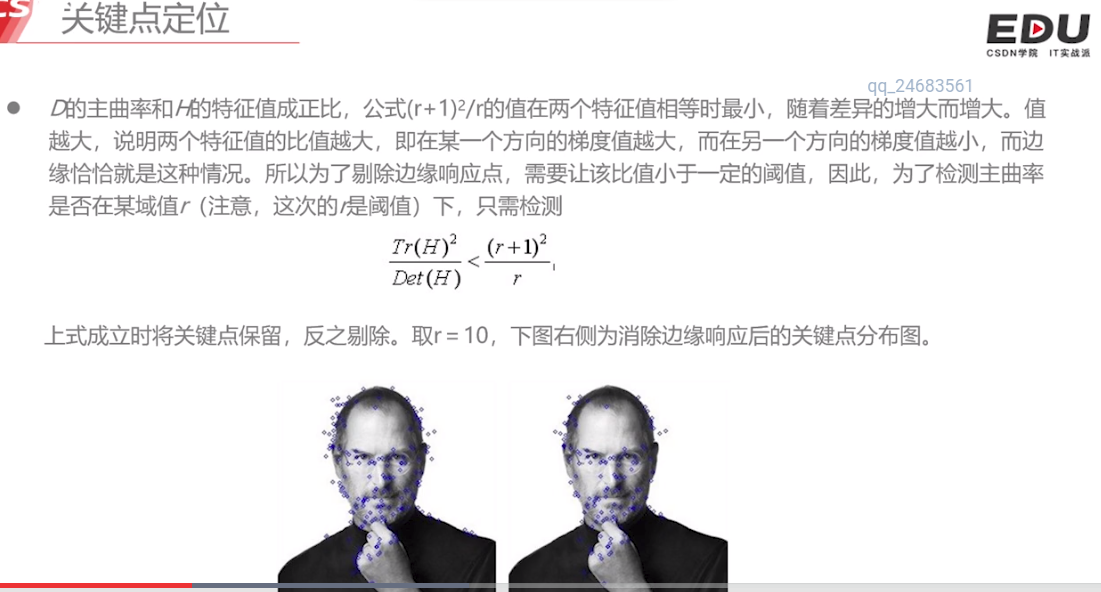 CS
关键点定位
EDU
CSDN学院 IT实战派
qq_24683561
● D的主曲率和H的特征值成正比，公式(r+1)²/r的值在两个特征值相等时最小，随着差异的增大而增大。值
越大，说明两个特征值的比值越大，即在某一个方向的梯度值越大，而在另一个方向的梯度值越小，而边
缘恰恰就是这种情况。所以为了剔除边缘响应点，需要让该比值小于一定的阈值，因此，为了检测主曲率
是否在某域值r（注意，这次的r是阈值）下，只需检测
Tr(H)²/Det(H) < (r+1)²/r
上式成立时将关键点保留，反之剔除。取r = 10，下图右侧为消除边缘响应后的关键点分布图。